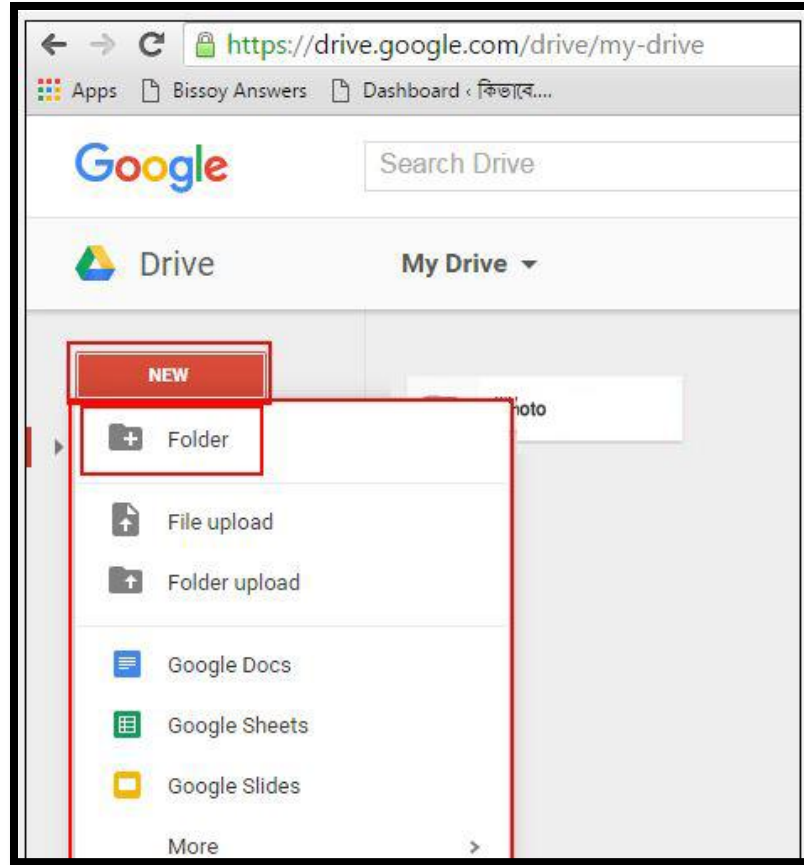 https://drive.google.com/drive/my-drive
Apps Bissoy Answers Dashboard ‹ কিভাবে....
Google Search Drive
Drive My Drive
NEW
Folder
File upload
Folder upload
Google Docs
Google Sheets
Google Slides
More